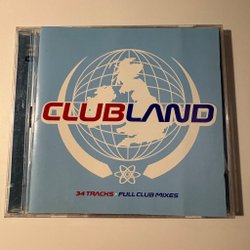 CLUBLAND
34 TRACKS > FULL CLUB MIXES